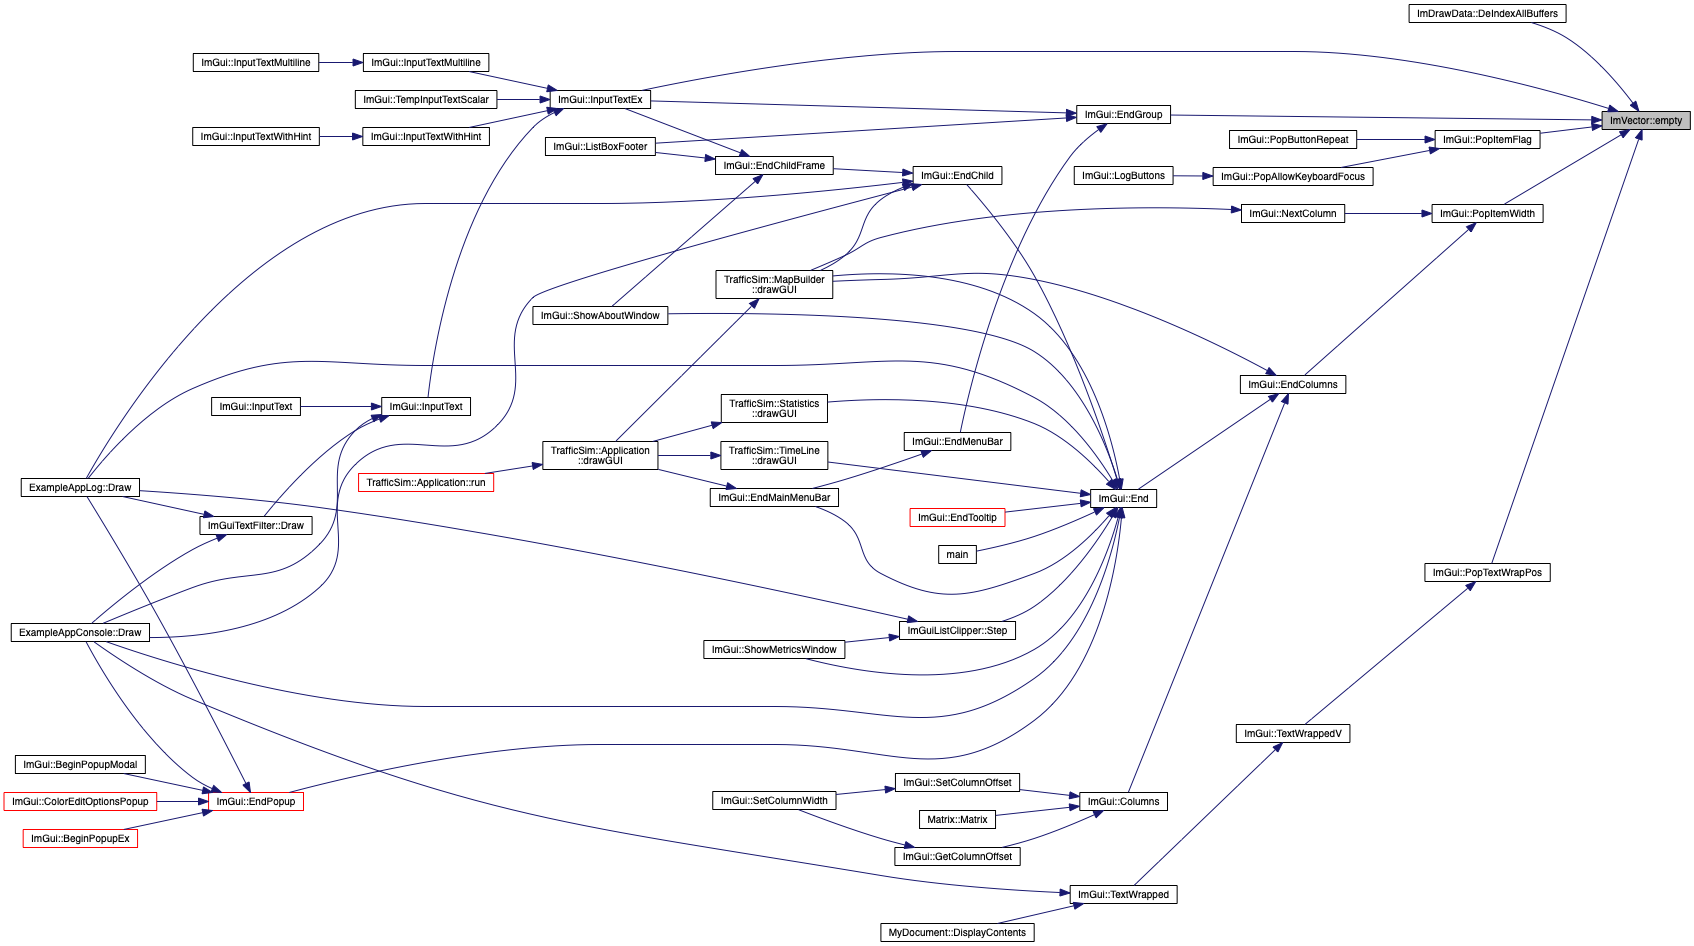 ImDrawData::DeIndexAllBuffers
ImGui::InputTextMultiline
ImGui::InputTextMultiline
ImGui::TempInputTextScalar
ImGui::InputTextEx
ImGui::EndGroup
ImVector::empty
ImGui::InputTextWithHint
ImGui::InputTextWithHint
ImGui::ListBoxFooter
ImGui::PopButtonRepeat
ImGui::PopItemFlag
ImGui::EndChildFrame
ImGui::EndChild
ImGui::LogButtons
ImGui::PopAllowKeyboardFocus
ImGui::NextColumn
ImGui::PopItemWidth
TrafficSim::MapBuilder
::drawGUI
ImGui::ShowAboutWindow
ImGui::EndColumns
ImGui::InputText
ImGui::InputText
TrafficSim::Statistics
::drawGUI
ImGui::EndMenuBar
TrafficSim::Application
::drawGUI
TrafficSim::TimeLine
::drawGUI
TrafficSim::Application::run
ExampleAppLog::Draw
ImGui::EndMainMenuBar
ImGui::End
ImGui::EndTooltip
ImGuiTextFilter::Draw
main
ImGui::PopTextWrapPos
ExampleAppConsole::Draw
ImGuiListClipper::Step
ImGui::ShowMetricsWindow
ImGui::TextWrappedV
ImGui::BeginPopupModal
ImGui::ColorEditOptionsPopup
ImGui::EndPopup
ImGui::BeginPopupEx
ImGui::SetColumnOffset
ImGui::SetColumnWidth
ImGui::Columns
Matrix::Matrix
ImGui::GetColumnOffset
ImGui::TextWrapped
MyDocument::DisplayContents